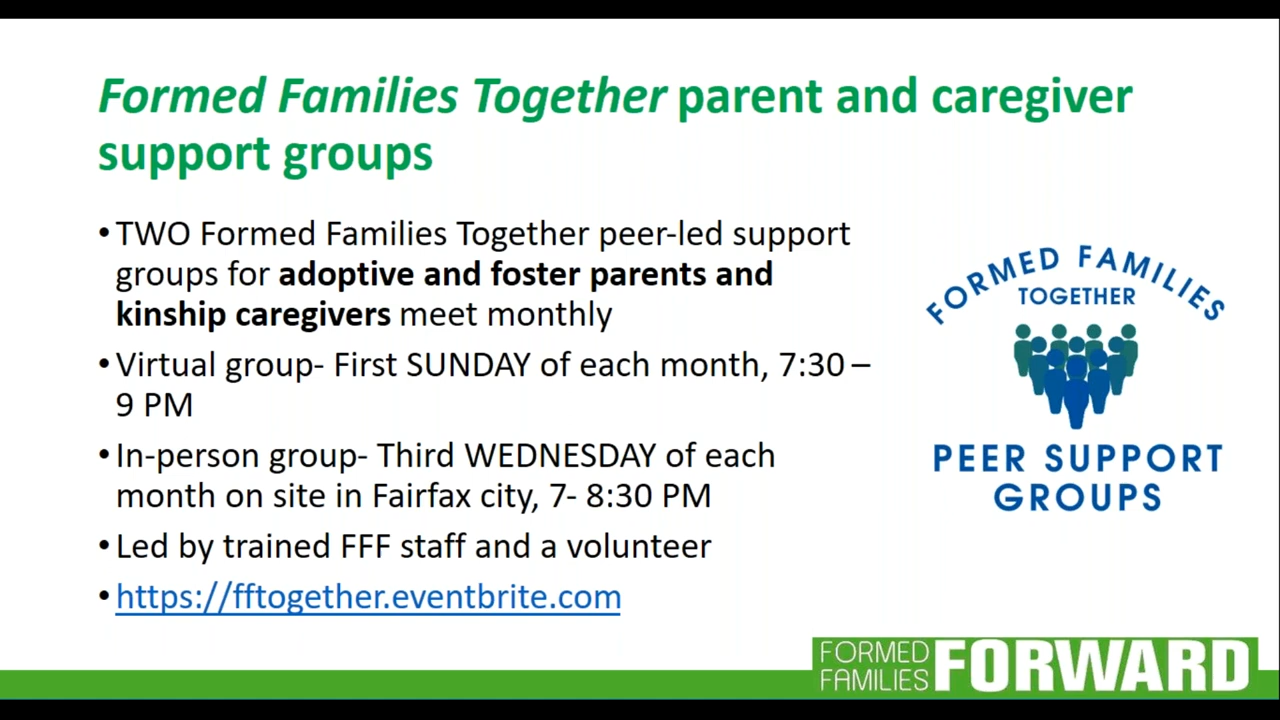 Formed Families Together parent and caregiver
support groups
•TWO Formed Families Together peer-led support
groups for adoptive and foster parents and
kinship caregivers meet monthly
•Virtual group- First SUNDAY of each month, 7:30 –
9 PM
•In-person group- Third WEDNESDAY of each
month on site in Fairfax city, 7- 8:30 PM
•Led by trained FFF staff and a volunteer
•https://fftogether.eventbrite.com
FORMED FAMILIES
TOGETHER
PEER SUPPORT
GROUPS
FORMED
FAMILIES
FORWARD